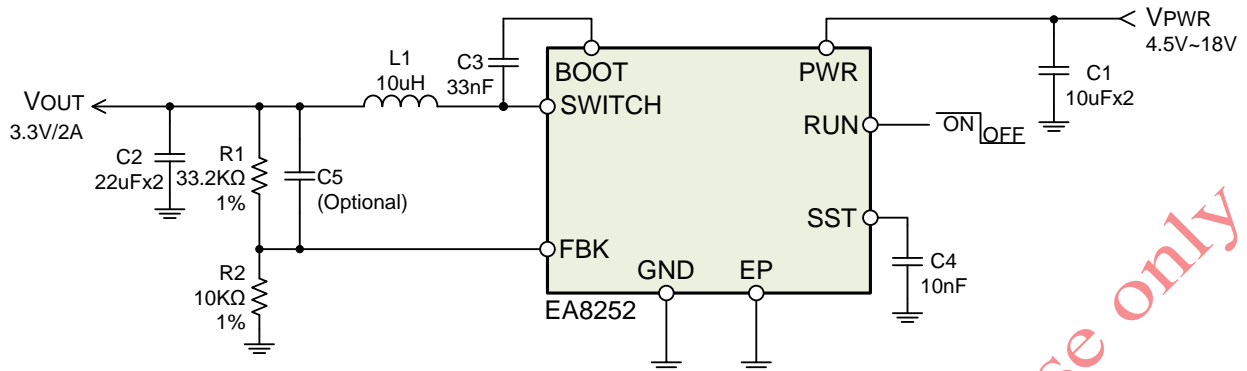 VPWR
4.5V~18V
C1
10uFx2
BOOT
PWR
L1
10uH
C3
33nF
SWITCH
VOUT
3.3V/2A
RUN
ON
OFF
C2
22uFx2
R1
33.2KΩ
1%
C5
(Optional)
SST
FBK
C4
10nF
GND
EP
R2
10KΩ
1%
EA8252
se only